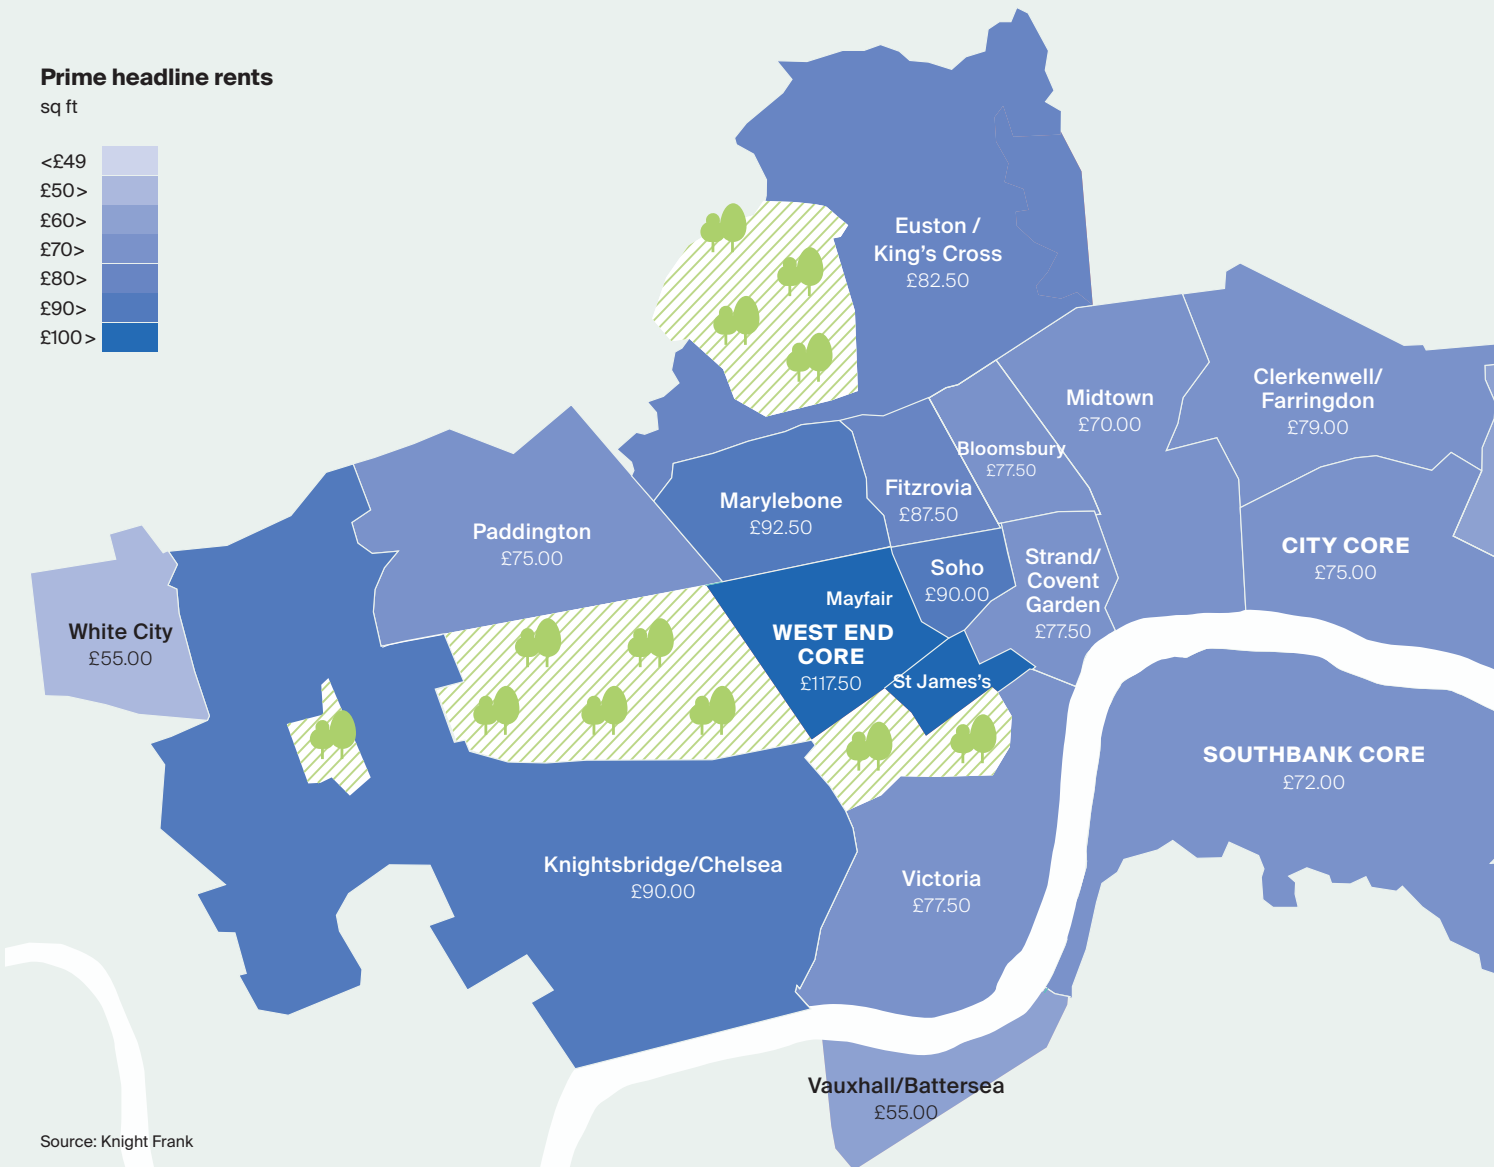 Prime headline rents
sq ft
<£49
£50>
£60>
£70>
£80>
£90>
£100>
Euston /
King’s Cross
£82.50
Clerkenwell/
Farringdon
£79.00
Midtown
£70.00
Bloomsbury
£77.50
Fitzrovia
£87.50
Marylebone
£92.50
Paddington
£75.00
CITY CORE
£75.00
Strand/
Covent
Garden
£77.50
Soho
£90.00
Mayfair
WEST END
CORE
£117.50
St James’s
White City
£55.00
SOUTHBANK CORE
£72.00
Knightsbridge/Chelsea
£90.00
Victoria
£77.50
Vauxhall/Battersea
£55.00
Source: Knight Frank